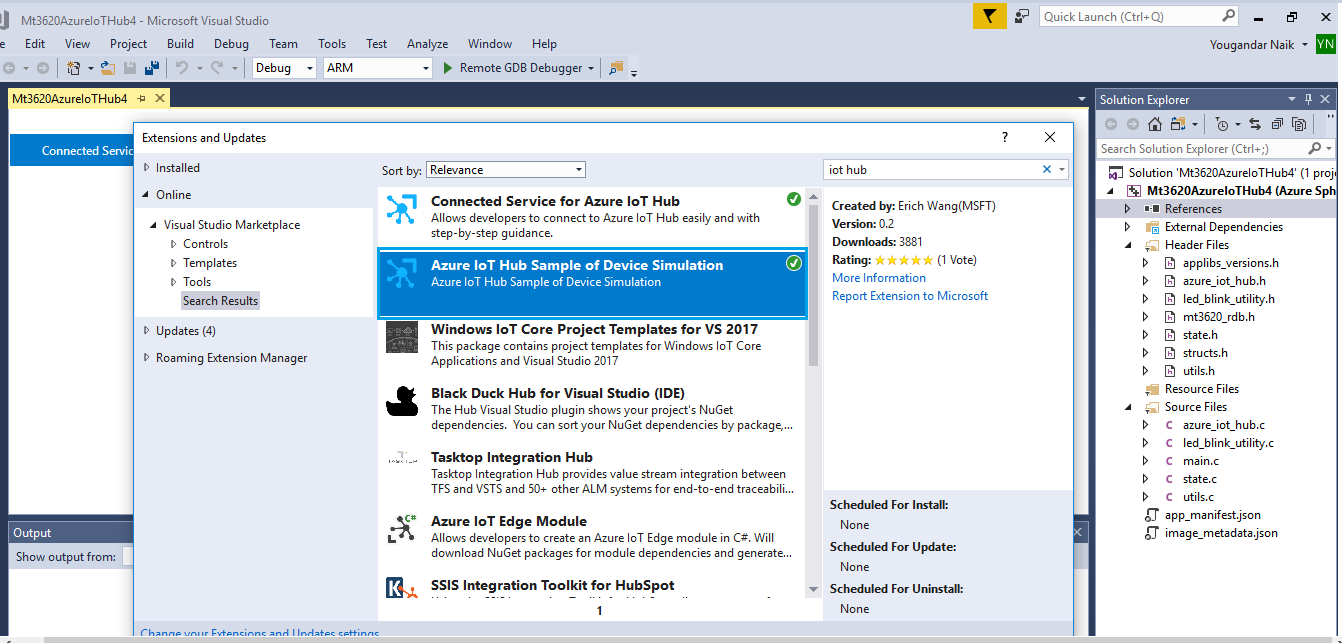 Mt3620AzureIoTHub4 - Microsoft Visual Studio
Quick Launch (Ctrl+Q)
Edit View Project Build Debug Team Tools Test Analyze Window Help
Yougandar Naik YN
Debug ARM Remote GDB Debugger
Mt3620AzureIoTHub4
Connected Servic
Extensions and Updates ?
Installed
Online
Visual Studio Marketplace
Controls
Templates
Tools
Search Results
Updates (4)
Roaming Extension Manager
Sort by: Relevance
Connected Service for Azure IoT Hub
Allows developers to connect to Azure IoT Hub easily and with
step-by-step guidance.
Azure IoT Hub Sample of Device Simulation
Azure IoT Hub Sample of Device Simulation
Windows IoT Core Project Templates for VS 2017
This package contains project templates for Windows IoT Core
Applications and Visual Studio 2017
Black Duck Hub for Visual Studio (IDE)
The Hub Visual Studio plugin shows your project's NuGet
dependencies. You can sort your NuGet dependencies by package,...
Tasktop Integration Hub
Tasktop Integration Hub provides value stream integration between
TFS and VSTS and 50+ other ALM systems for end-to-end traceabili...
C#
Azure IoT Edge Module
Allows developers to create an Azure IoT Edge module in C#. Will
download NuGet packages for module dependencies and generate...
SSIS Integration Toolkit for HubSpot
1
Change your Extensions and Updates settings
iot hub
Created by: Erich Wang(MSFT)
Version: 0.2
Downloads: 3881
Rating: (1 Vote)
More Information
Report Extension to Microsoft
Scheduled For Install:
None
Scheduled For Update:
None
Scheduled For Uninstall:
None
Output
Show output from:
Solution Explorer
Search Solution Explorer (Ctrl+;)
Solution 'Mt3620AzureIoTHub4' (1 proje
Mt3620AzureIoTHub4 (Azure Sph
References
External Dependencies
Header Files
applibs_versions.h
azure_iot_hub.h
led_blink_utility.h
mt3620_rdb.h
state.h
structs.h
utils.h
Resource Files
Source Files
azure_iot_hub.c
led_blink_utility.c
main.c
state.c
utils.c
app_manifest.json
image_metadata.json